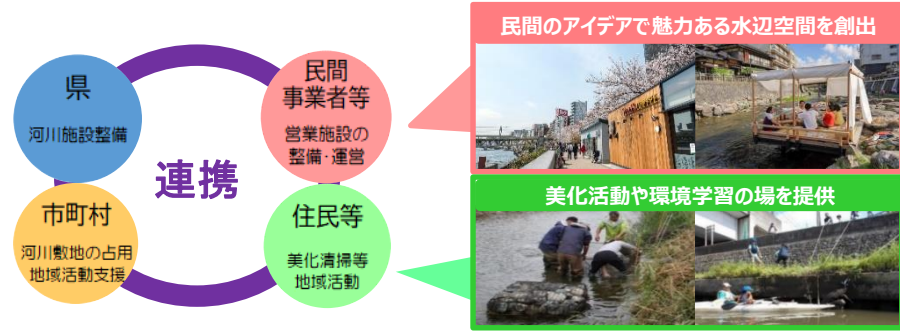 県
河川施設整備
民間
事業者等
営業施設の
整備・運営
連携
市町村
河川敷地の占用
地域活動支援
住民等
美化清掃等
地域活動
民間のアイデアで魅力ある水辺空間を創出
美化活動や環境学習の場を提供